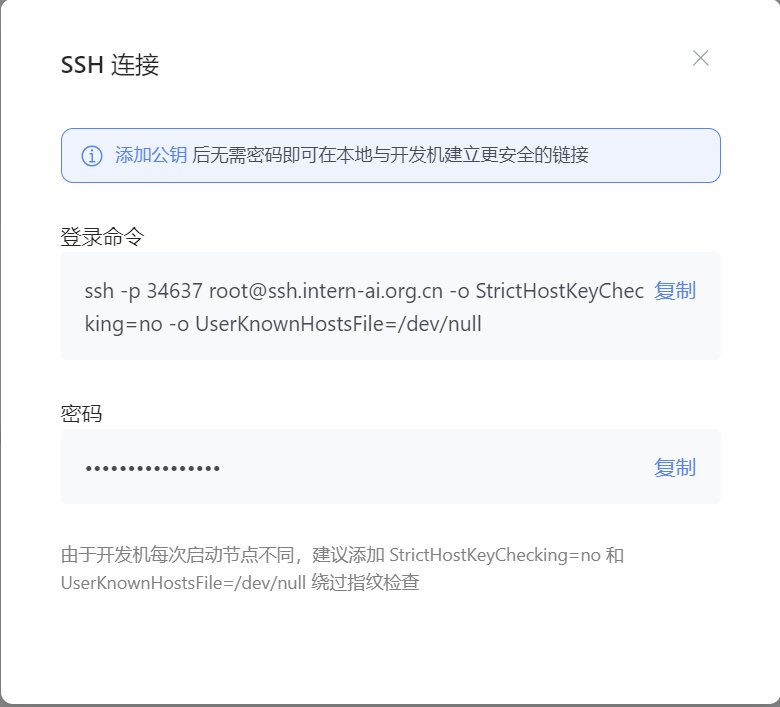 SSH 连接
添加公钥 后无需密码即可在本地与开发机建立更安全的链接
登录命令
ssh -p 34637 root@ssh.intern-ai.org.cn -o StrictHostKeyChec 复制
king=no -o UserKnownHostsFile=/dev/null
密码
•••••••••••••••• 复制
由于开发机每次启动节点不同，建议添加 StrictHostKeyChecking=no 和
UserKnownHostsFile=/dev/null 绕过指纹检查